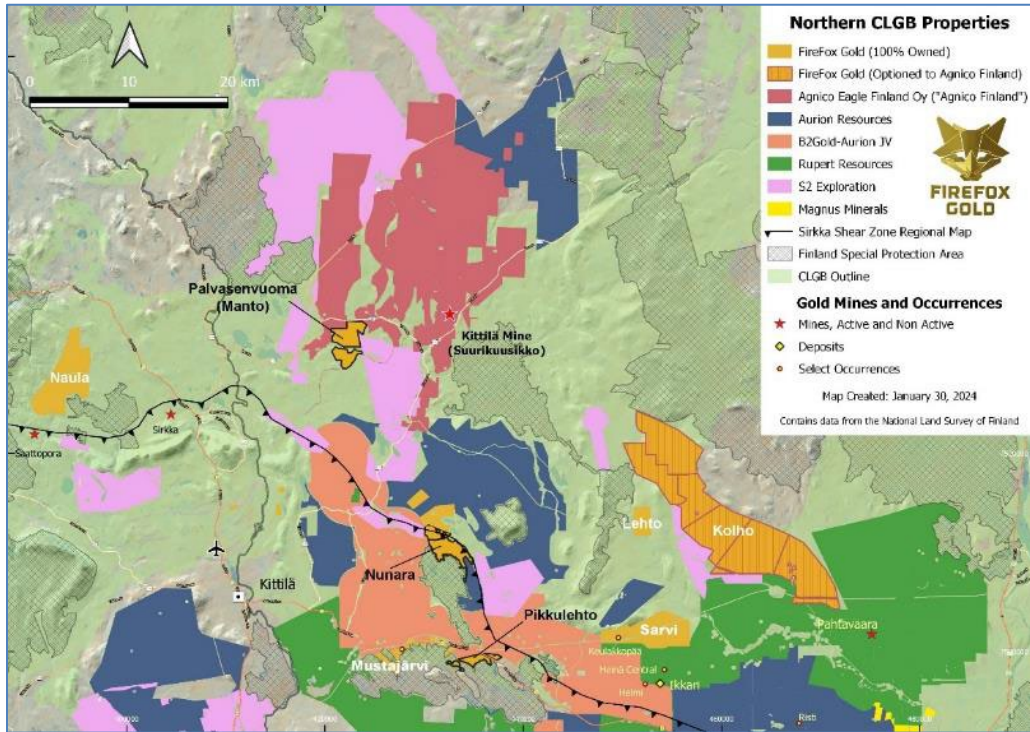 Northern CLGB Properties
FireFox Gold (100% Owned)
FireFox Gold (Optioned to Agnico Finland)
Agnico Eagle Finland Oy ("Agnico Finland")
Aurion Resources
B2Gold-Aurion JV
Rupert Resources
S2 Exploration
Magnus Minerals
Sirkka Shear Zone Regional Map
Finland Special Protection Area
CLGB Outline
FIREFOX
GOLD
Gold Mines and Occurrences
Mines, Active and Non Active
Deposits
Select Occurrences
Map Created: January 30, 2024
Contains data from the National Land Survey of Finland
0 10 20 km
Palvasenvuoma
(Manto)
Kittilä Mine
(Suurikuusikko)
Naula
Sirkka
Saattopora
Lehto
Kolho
Nunara
Kittilä
Pikkulehto
Sarvi
Pahtavaara
Mustajärvi
Keulakkopää
Heinä Central
Ikkari
Helmi
Risti